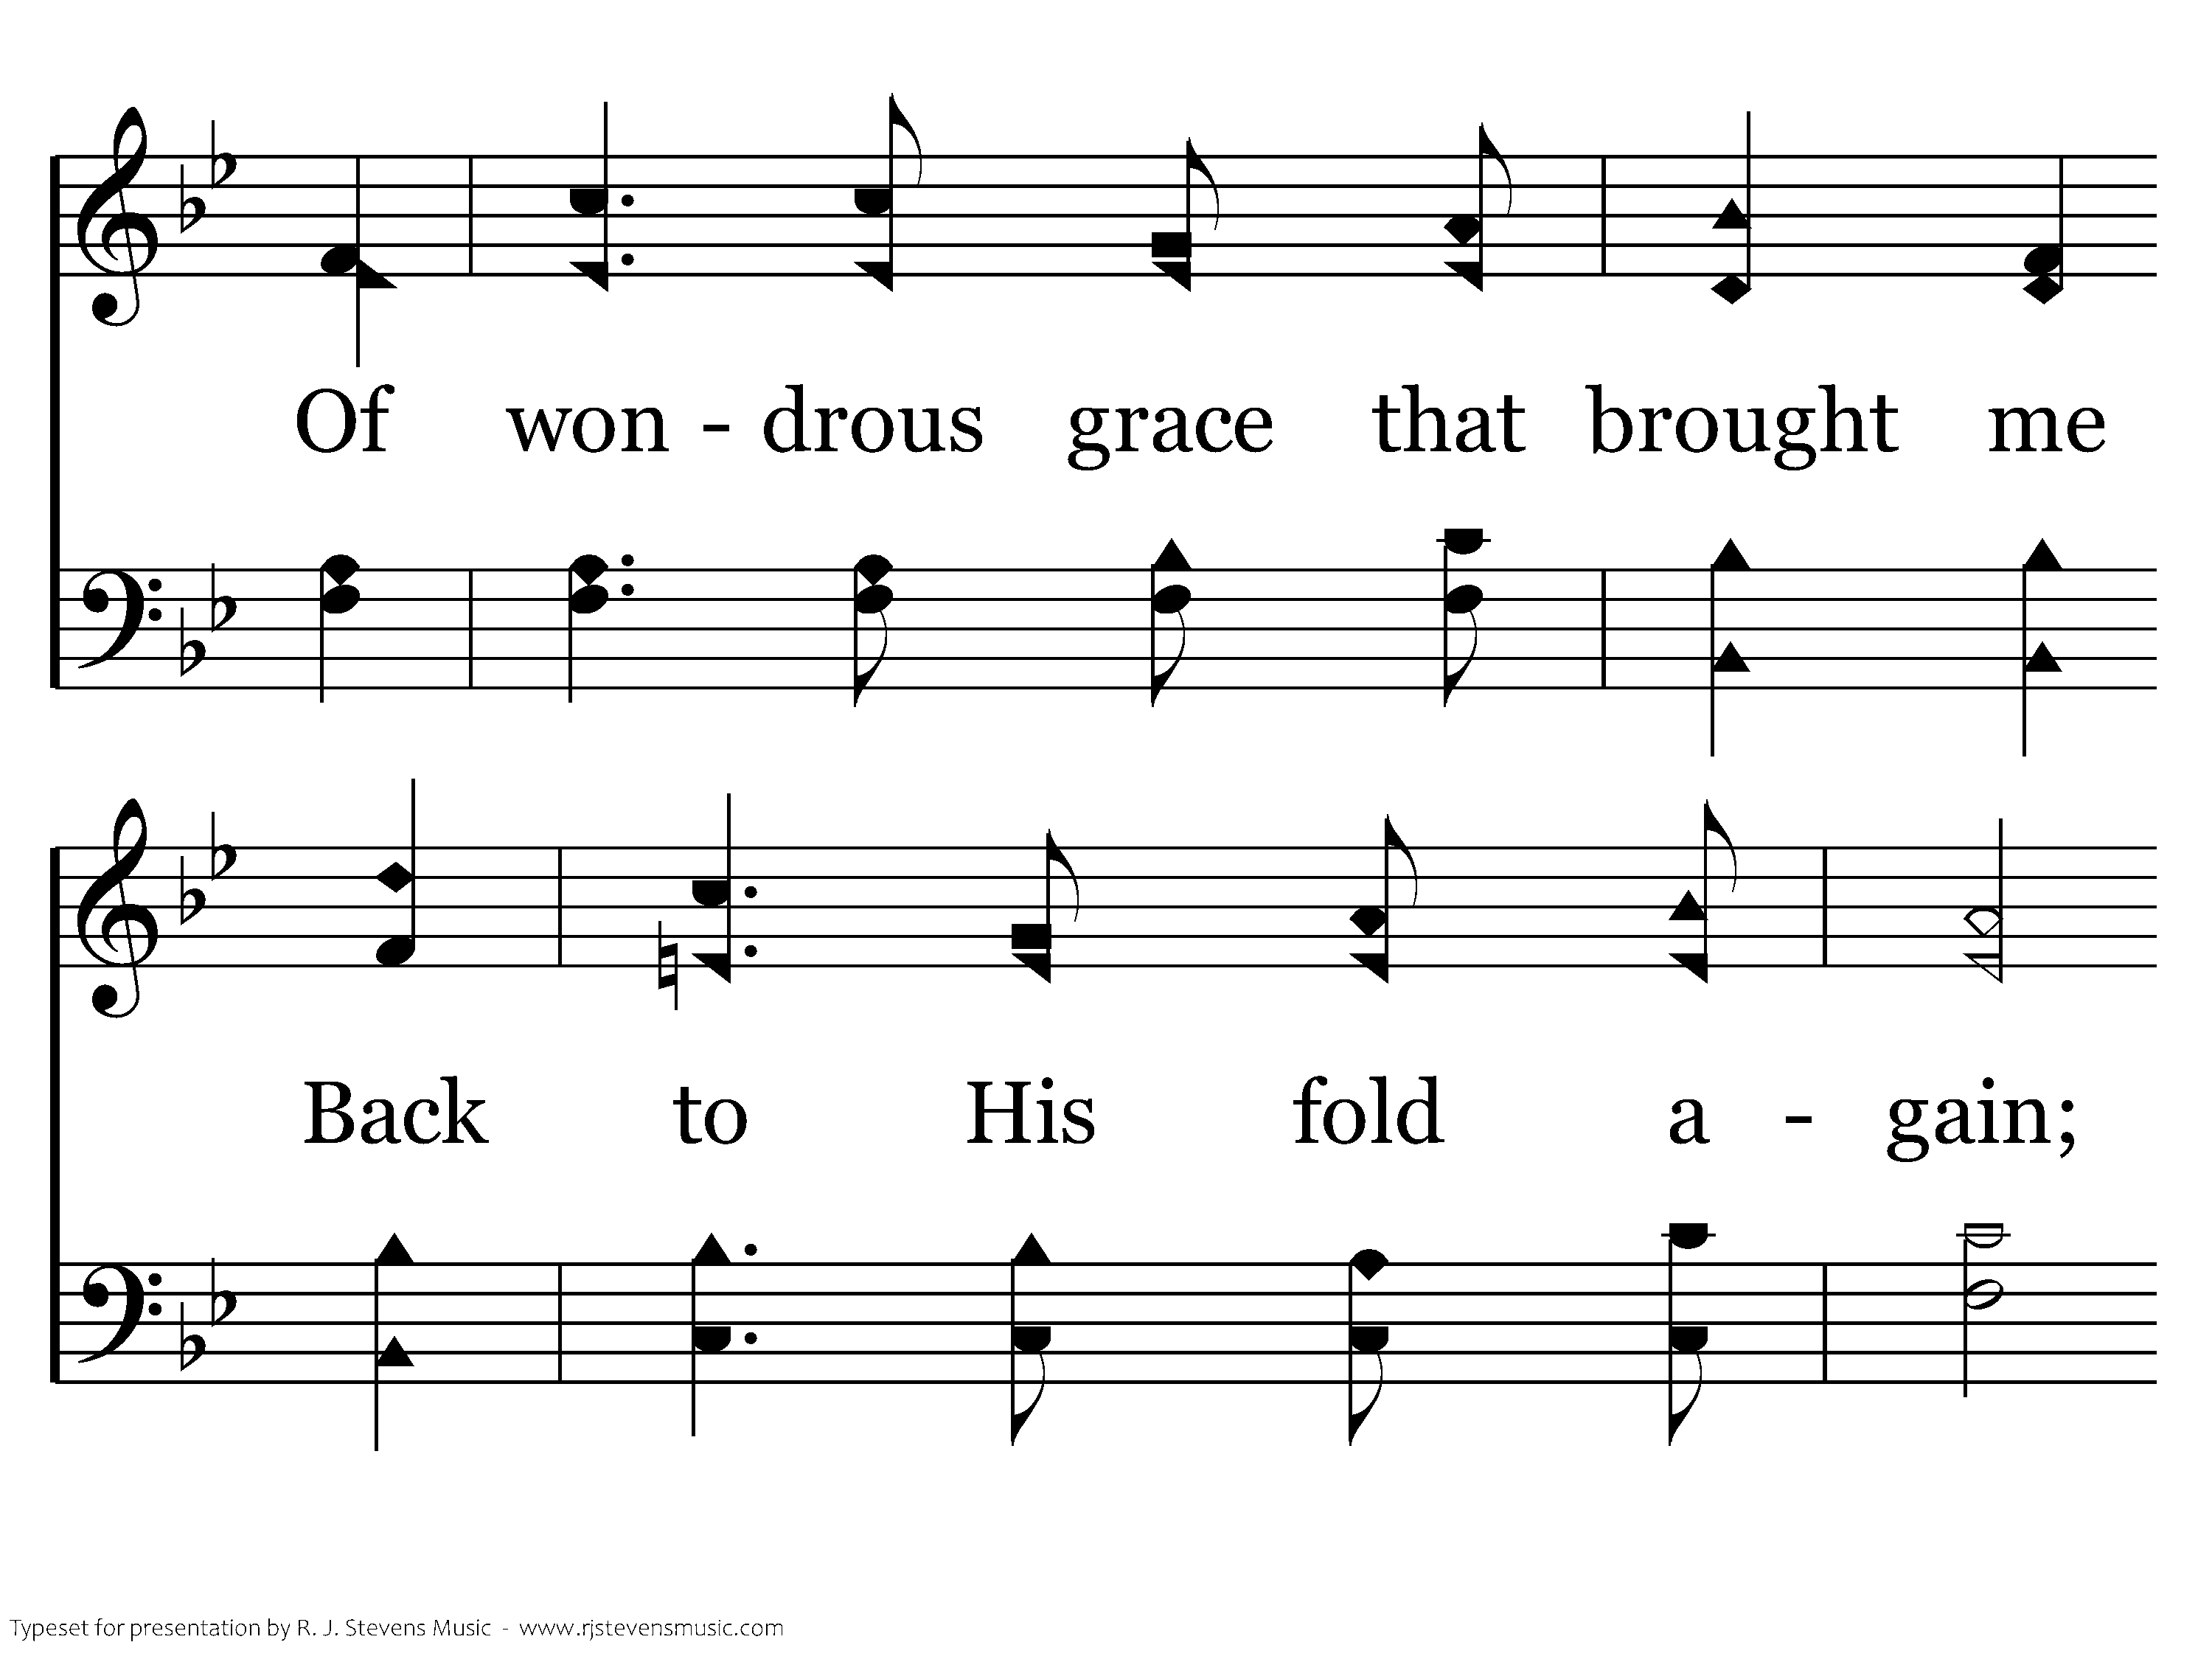 Of won - drous grace that brought me
Back to His fold a - gain;
Typeset for presentation by R. J. Stevens Music - www.rjstevensmusic.com